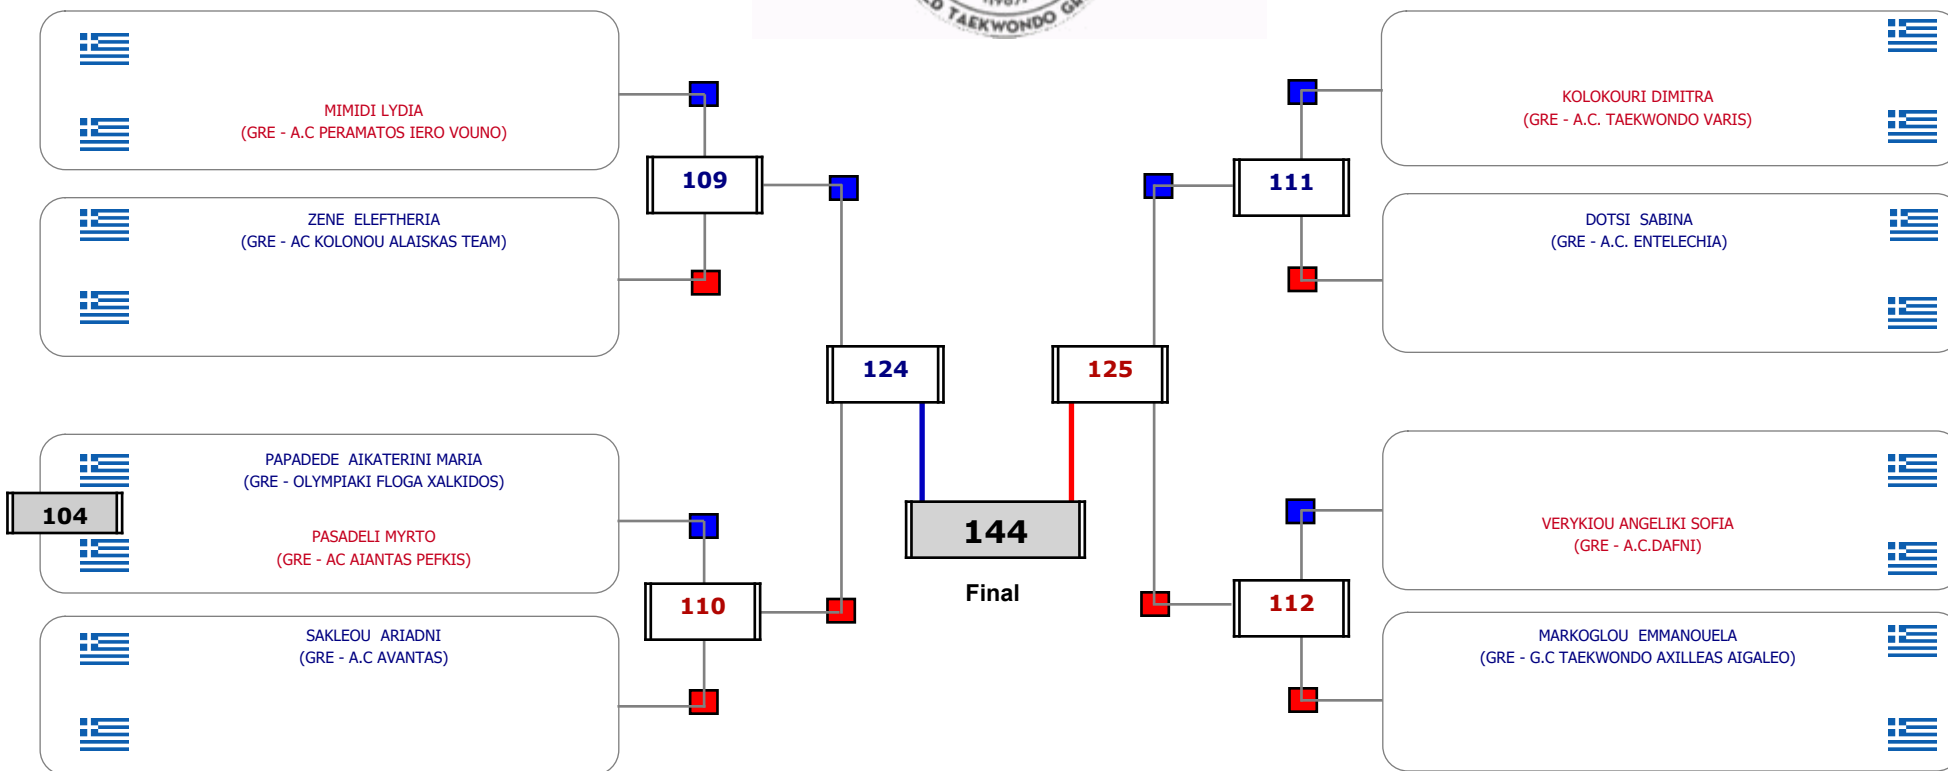 TAEKWONDO
MIMIDI LYDIA
(GRE - A.C PERAMATOS IERO VOUNO)
109
ZENE ELEFTHERIA
(GRE - AC KOLONOU ALAISKAS TEAM)
124
PAPADEDE AIKATERINI MARIA
(GRE - OLYMPIAKI FLOGA XALKIDOS)
104
PASADELI MYRTO
(GRE - AC AIANTAS PEFKIS)
110
SAKLEOU ARIADNI
(GRE - A.C AVANTAS)
144
Final
KOLOKOURI DIMITRA
(GRE - A.C. TAEKWONDO VARIS)
111
DOTSI SABINA
(GRE - A.C. ENTELECHIA)
125
VERYKIOU ANGELIKI SOFIA
(GRE - A.C.DAFNI)
112
MARKOGLOU EMMANOUELA
(GRE - G.C TAEKWONDO AXILLEAS AIGALEO)